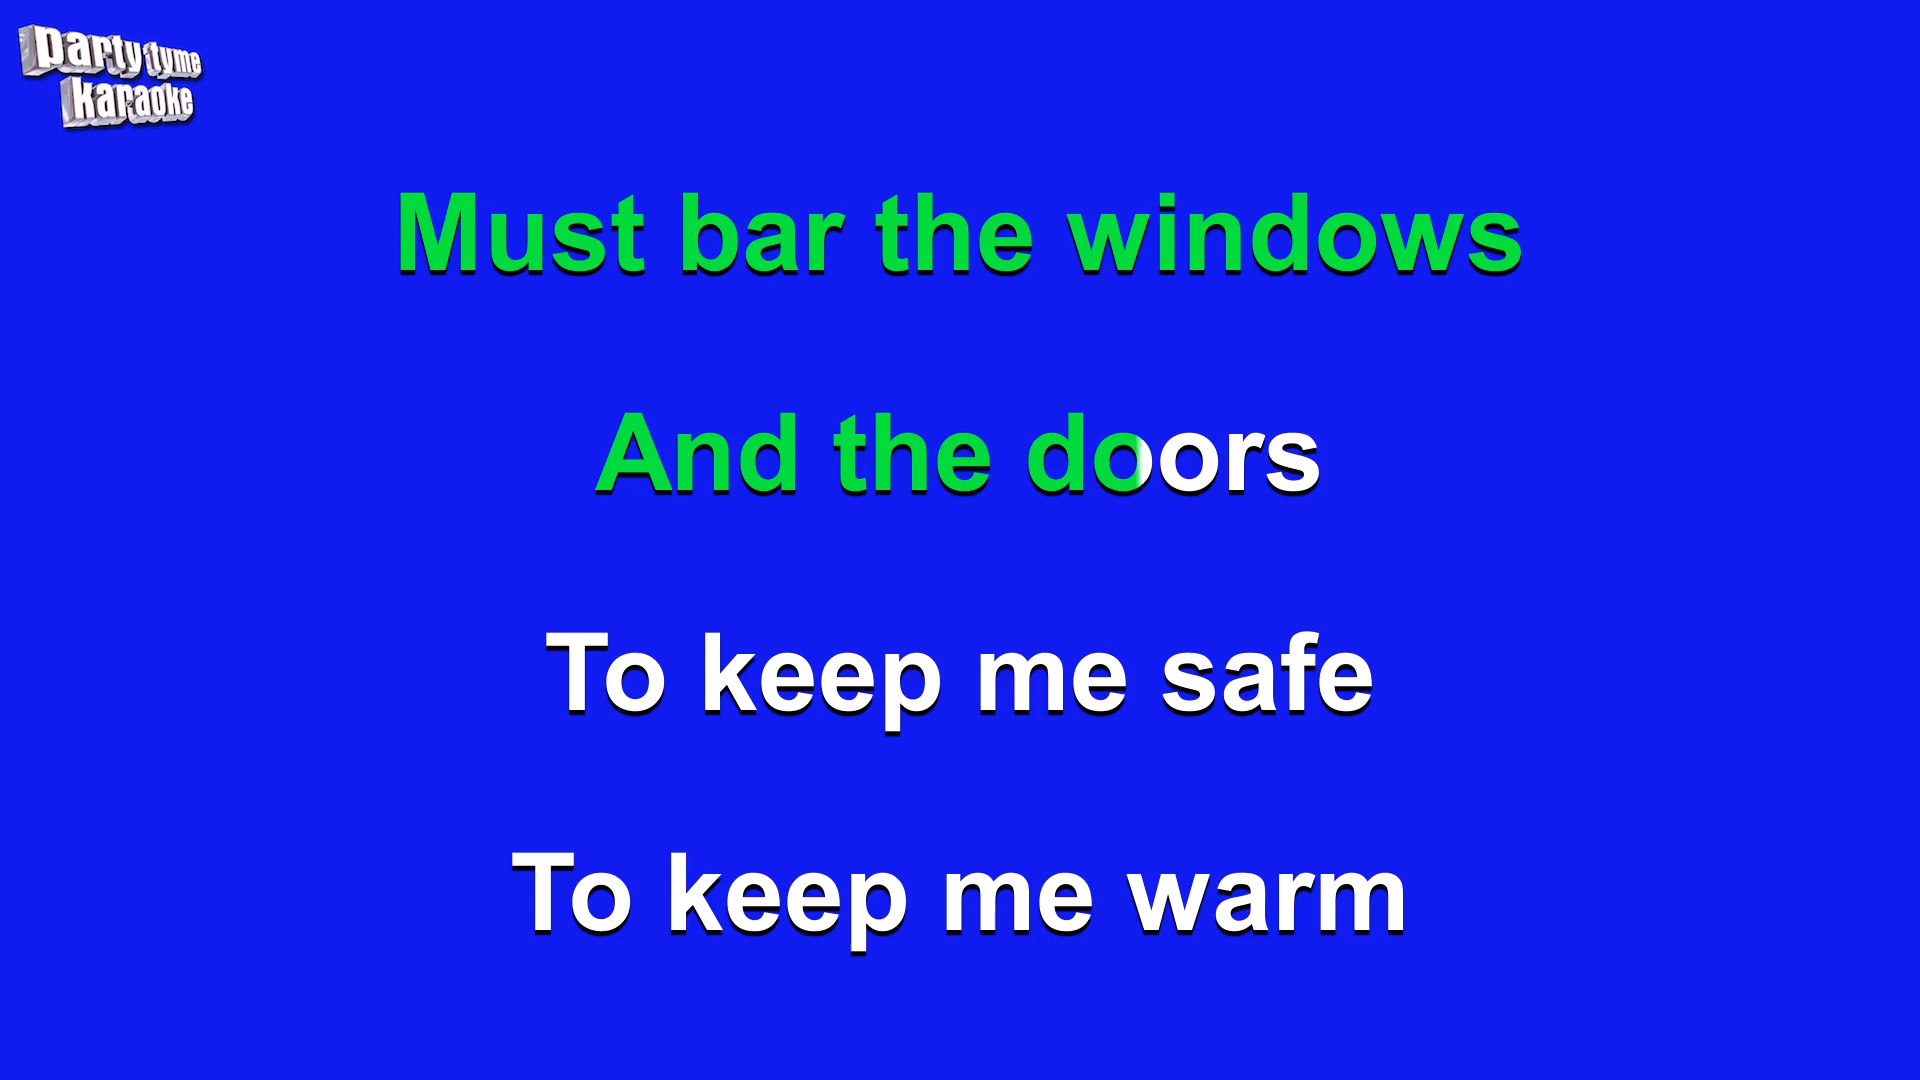 party tyme
karaoke
Must bar the windows
And the doors
To keep me safe
To keep me warm